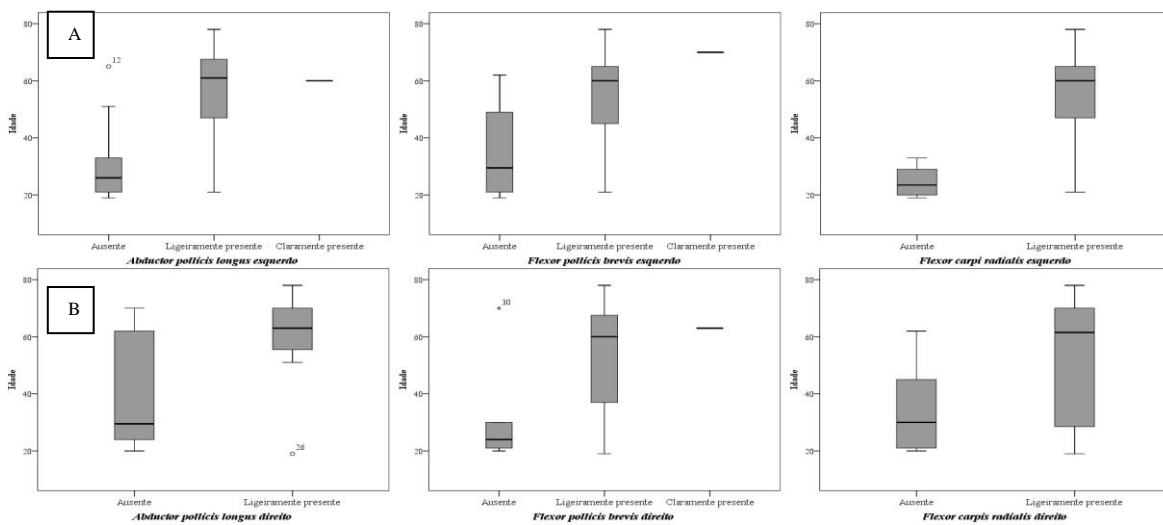 A
80
60
40
20
Idade
12
Ausente
Ligeiramente presente
Claramente presente
Abductor pollicis longus esquerdo
80
60
40
20
Idade
Ausente
Ligeiramente presente
Claramente presente
Flexor pollicis brevis esquerdo
80
60
40
20
Idade
Ausente
Ligeiramente presente
Flexor carpi radialis esquerdo
B
80
60
40
20
Idade
26
Ausente
Ligeiramente presente
Abductor pollicis longus direito
80
60
40
20
Idade
30
Ausente
Ligeiramente presente
Claramente presente
Flexor pollicis brevis direito
80
60
40
20
Idade
Ausente
Ligeiramente presente
Flexor carpis radialis direito